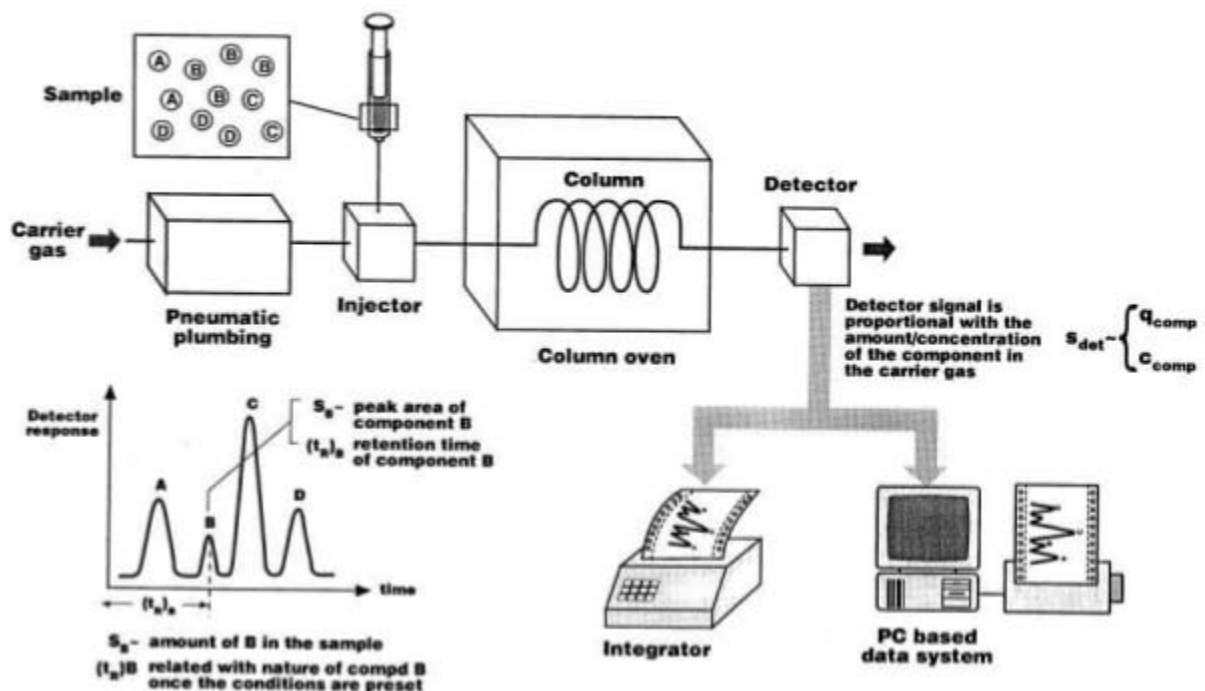 Sample
A
B
B
B
A
B
C
D
D
D
C
Carrier
gas
Pneumatic
plumbing
Injector
Column
Column oven
Detector
Detector signal is
proportional with the
amount/concentration
of the component in
the carrier gas
S det ~ { q comp
c comp
Detector
response
A
B
C
D
S B ~ peak area of
component B
(t R) B retention time
of component B
time
(t R) B
S B ~ amount of B in the sample
(t R)B related with nature of compd B
once the conditions are preset
Integrator
PC based
data system